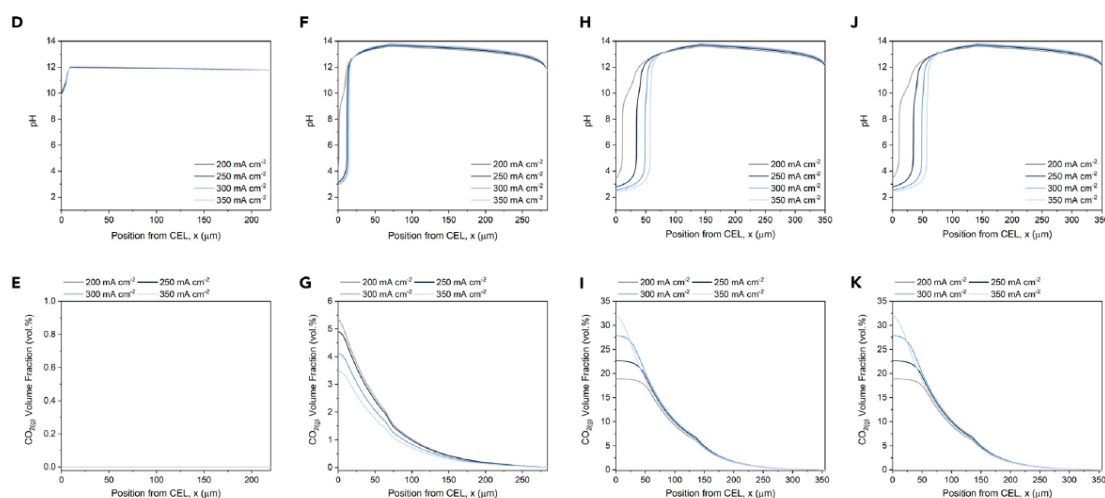 D
14
12
10
8
6
4
2
pH
200 mA cm-2
250 mA cm-2
300 mA cm-2
350 mA cm-2
0 50 100 150 200
Position from CEL, x (μm)
F
14
12
10
8
6
4
2
pH
200 mA cm-2
250 mA cm-2
300 mA cm-2
350 mA cm-2
0 50 100 150 200 250
Position from CEL, x (μm)
H
14
12
10
8
6
4
2
pH
200 mA cm-2
250 mA cm-2
300 mA cm-2
350 mA cm-2
0 50 100 150 200 250 300 350
Position from CEL, x (μm)
J
14
12
10
8
6
4
2
pH
200 mA cm-2
250 mA cm-2
300 mA cm-2
350 mA cm-2
0 50 100 150 200 250 300 350
Position from CEL, x (μm)
E
200 mA cm-2 250 mA cm-2
300 mA cm-2 350 mA cm-2
1.0
0.8
0.6
0.4
0.2
0.0
CO2(g) Volume Fraction (vol.%)
0 50 100 150 200
Position from CEL, x (μm)
G
200 mA cm-2 250 mA cm-2
300 mA cm-2 350 mA cm-2
6
5
4
3
2
1
0
CO2(g) Volume Fraction (vol.%)
0 50 100 150 200 250
Position from CEL, x (μm)
I
200 mA cm-2 250 mA cm-2
300 mA cm-2 350 mA cm-2
35
30
25
20
15
10
5
0
CO2(g) Volume Fraction (vol.%)
0 50 100 150 200 250 300 350
Position from CEL, x (μm)
K
200 mA cm-2 250 mA cm-2
300 mA cm-2 350 mA cm-2
35
30
25
20
15
10
5
0
CO2(g) Volume Fraction (vol.%)
0 50 100 150 200 250 300 350
Position from CEL, x (μm)